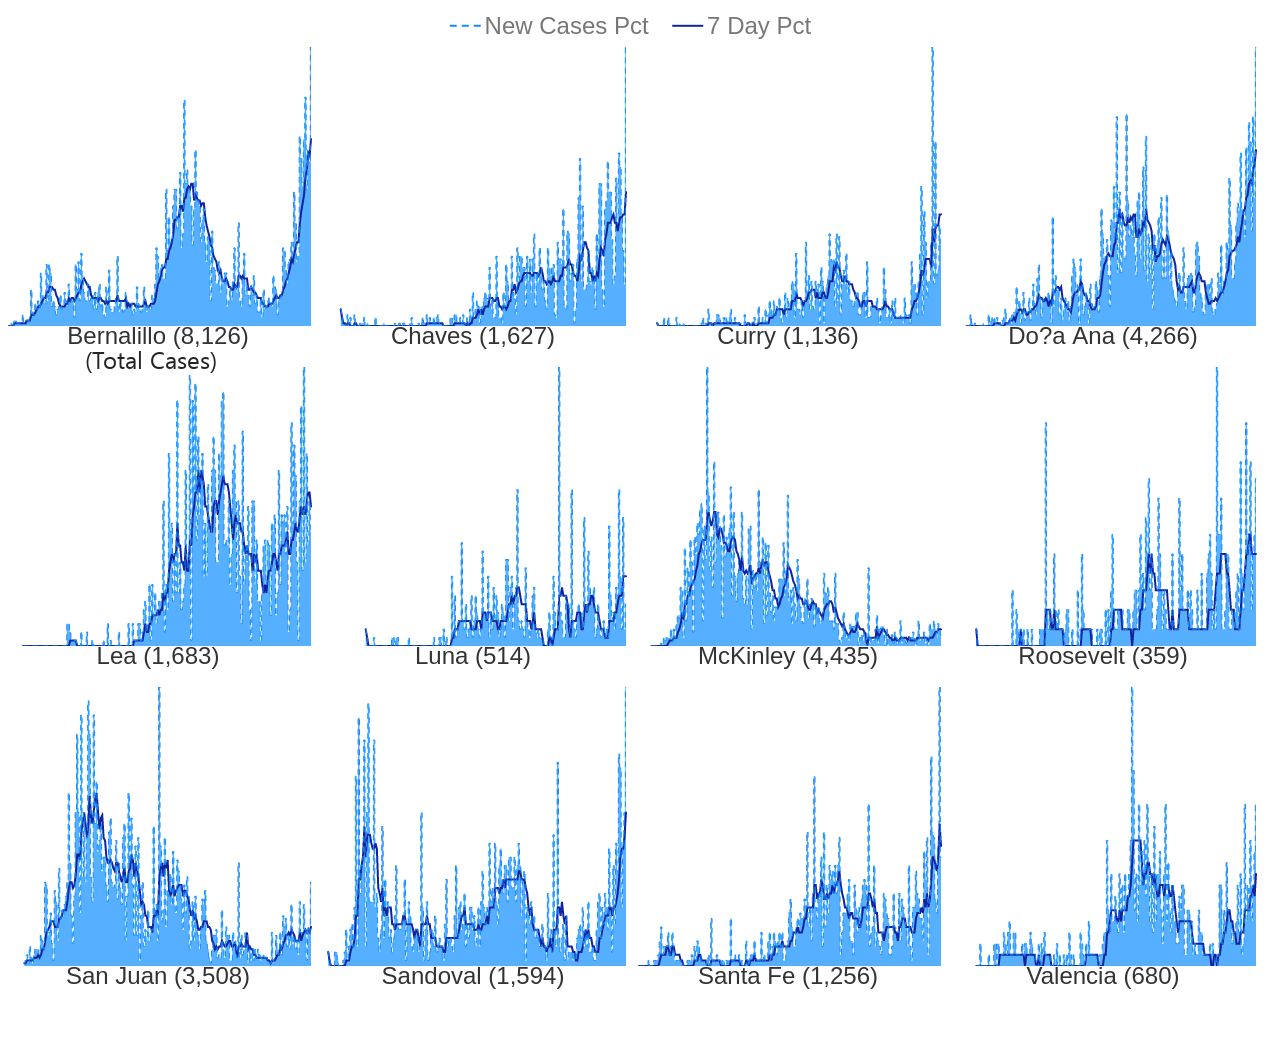 New Cases Pct 7 Day Pct
Bernalillo (8,126) Chaves (1,627) Curry (1,136) Do?a Ana (4,266)
(Total Cases)
Lea (1,683) Luna (514) McKinley (4,435) Roosevelt (359)
San Juan (3,508) Sandoval (1,594) Santa Fe (1,256) Valencia (680)